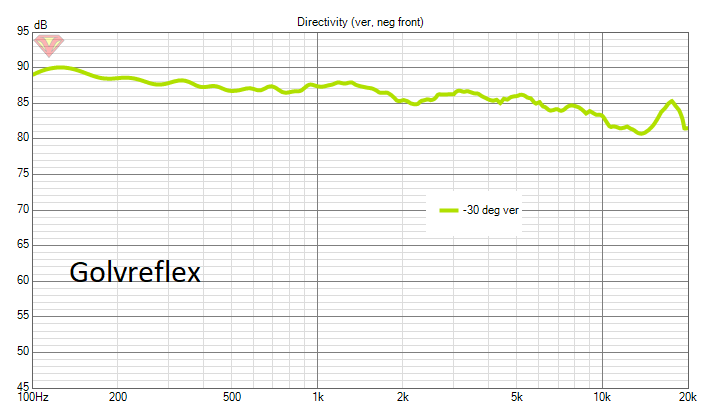 Directivity (ver, neg front)
95 dB
90
85
80
75
70
-30 deg ver
65
Golvreflex
60
55
50
45
100Hz 200 500 1k 2k 5k 10k 20k